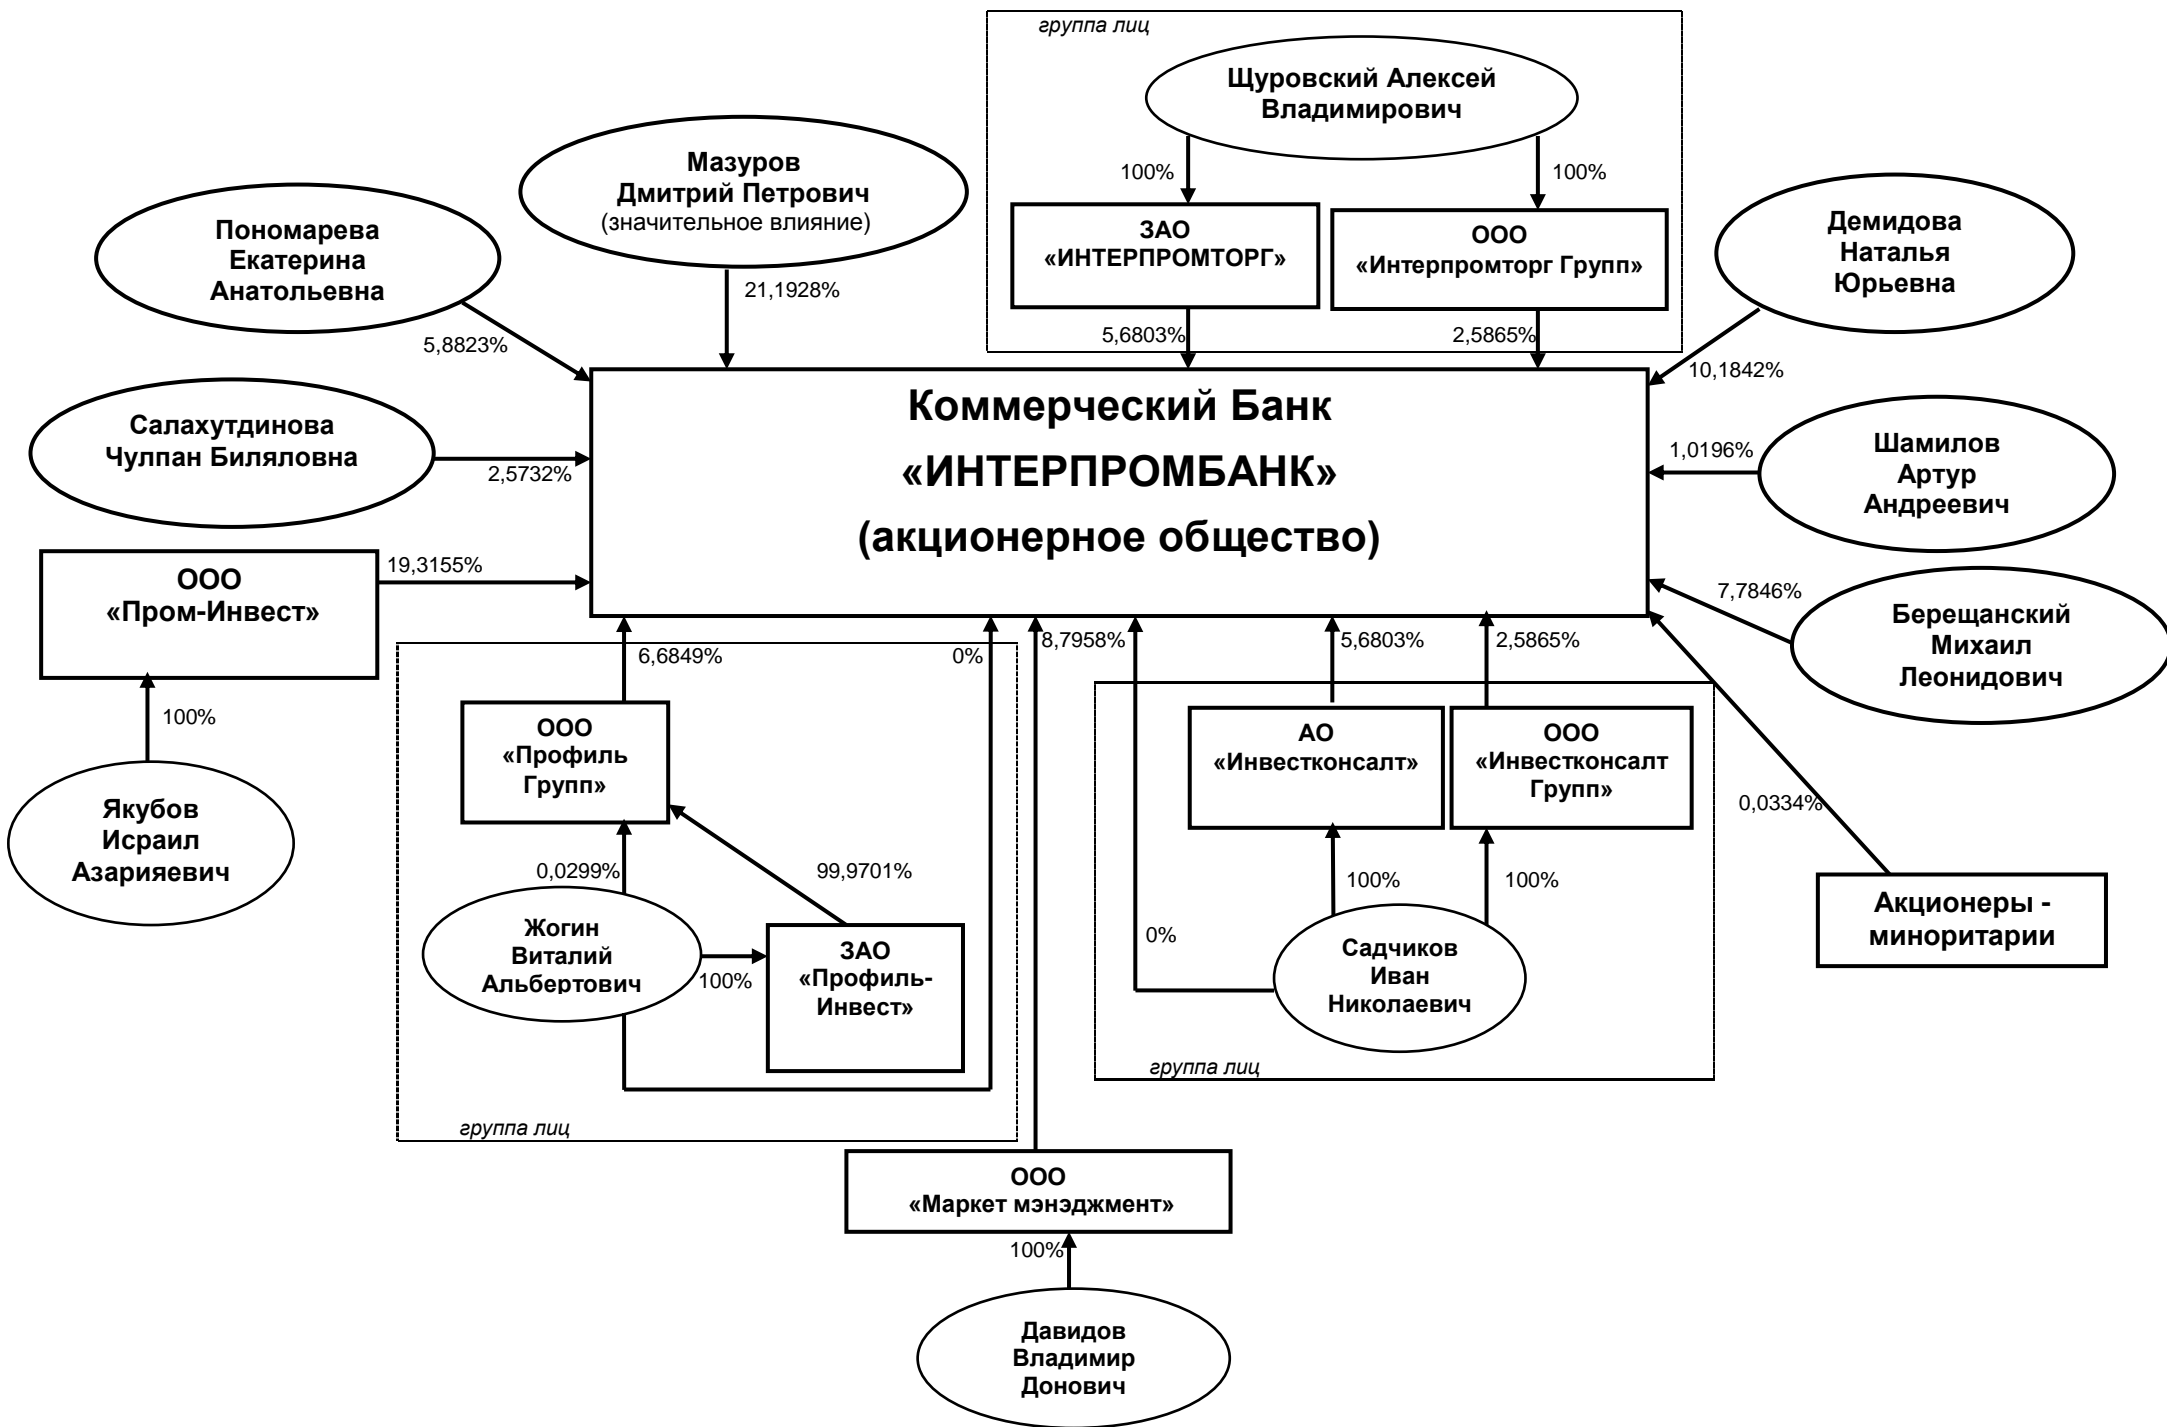 группа лиц
Щуровский Алексей
Владимирович
100%
100%
ЗАО
«ИНТЕРПРОМТОРГ»
ООО
«Интерпромторг Групп»
5,6803%
2,5865%
Мазуров
Дмитрий Петрович
(значительное влияние)
21,1928%
Пономарева
Екатерина
Анатольевна
5,8823%
Демидова
Наталья
Юрьевна
10,1842%
Салахутдинова
Чулпан Биляловна
2,5732%
Коммерческий Банк
«ИНТЕРПРОМБАНК»
(акционерное общество)
Шамилов
Артур
Андреевич
1,0196%
ООО
«Пром-Инвест»
19,3155%
100%
Якубов
Исраил
Азарияевич
Берещанский
Михаил
Леонидович
7,7846%
6,6849%
0%
8,7958%
5,6803%
2,5865%
ООО
«Профиль
Групп»
0,0299%
99,9701%
Жогин
Виталий
Альбертович
100%
ЗАО
«Профиль-
Инвест»
группа лиц
АО
«Инвестконсалт»
ООО
«Инвестконсалт
Групп»
100%
100%
0%
Садчиков
Иван
Николаевич
группа лиц
0,0334%
Акционеры -
миноритарии
ООО
«Маркет мэнэджмент»
100%
Давидов
Владимир
Донович